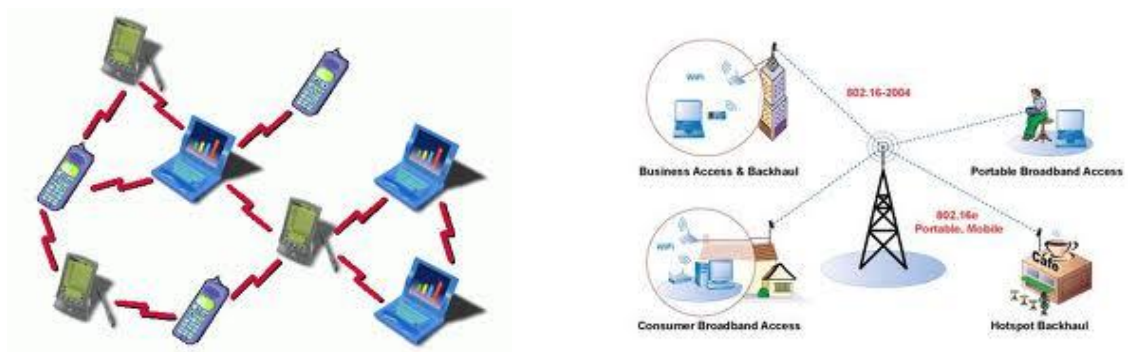 WiFi
802.16-2004
Business Access & Backhaul
Portable Broadband Access
802.16e
Portable, Mobile
WiFi
Cafe
Consumer Broadband Access
Hotspot Backhaul